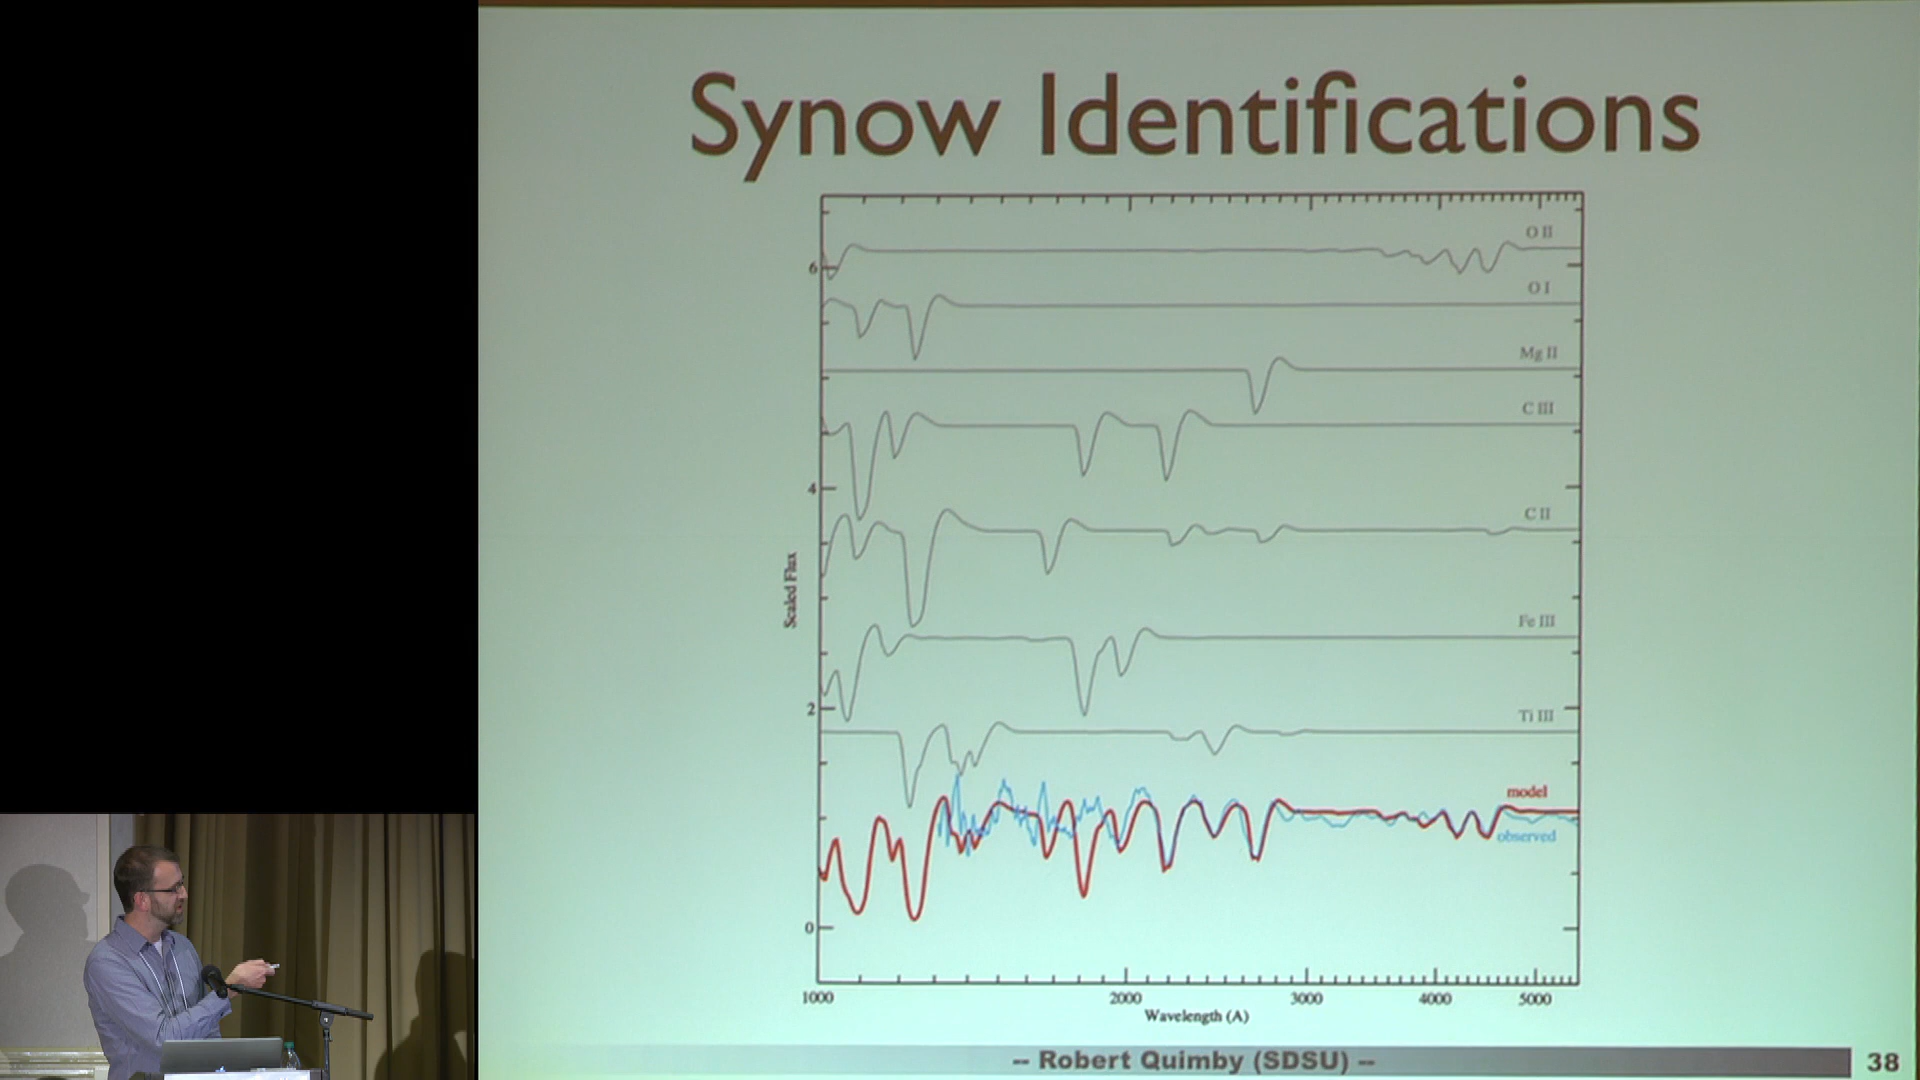 Synow Identifications
O II
6
O I
Mg II
C III
4
C II
Scaled Flux
Fe III
2
Ti III
model
observed
0
1000 2000 3000 4000 5000
Wavelength (A)
-- Robert Quimby (SDSU) --
38